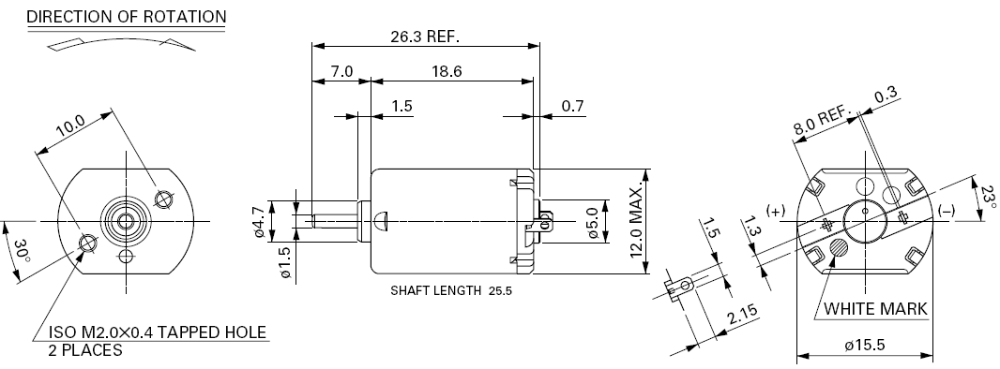 DIRECTION OF ROTATION
10.0
30°
ISO M2.0×0.4 TAPPED HOLE
2 PLACES
26.3 REF.
7.0
18.6
1.5
0.7
ø4.7
ø1.5
ø5.0
12.0 MAX.
SHAFT LENGTH 25.5
0.3
8.0 REF.
23°
(+)
(–)
1.3
1.5
2.15
WHITE MARK
ø15.5